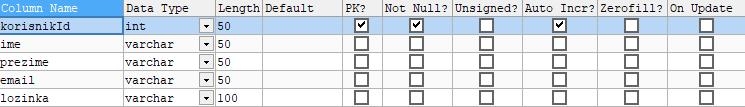 Column Name Data Type Length Default PK? Not Null? Unsigned? Auto Incr? Zerofill? On Update
korisnikId int 50
ime varchar 50
prezime varchar 50
email varchar 50
lozinka varchar 100